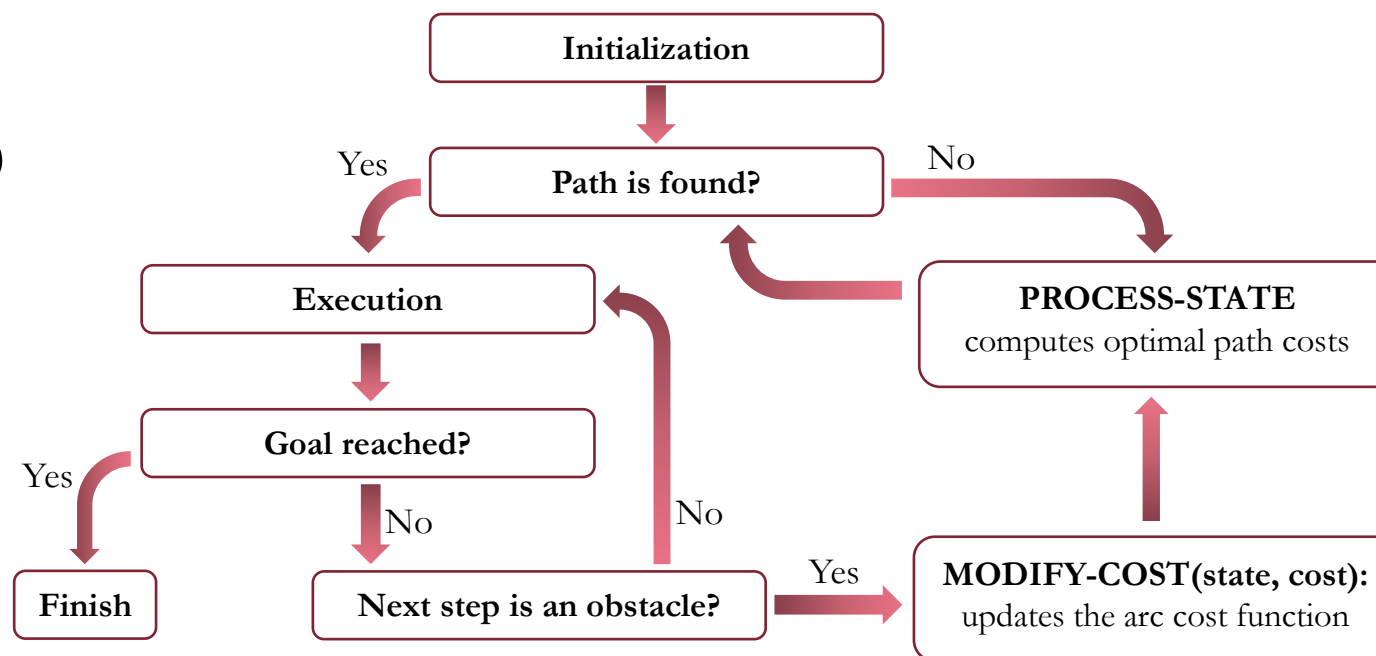 Initialization
)
Yes
No
Path is found?
Execution
PROCESS-STATE
computes optimal path costs
Goal reached?
Yes
No
No
Finish
Next step is an obstacle?
Yes
MODIFY-COST(state, cost):
updates the arc cost function